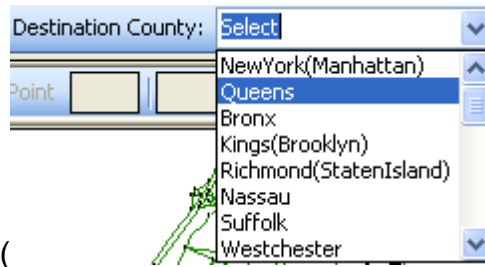 Destination County: Select
NewYork(Manhattan)
Point
Queens
Bronx
Kings(Brooklyn)
Richmond(StatenIsland)
Nassau
Suffolk
Westchester
(